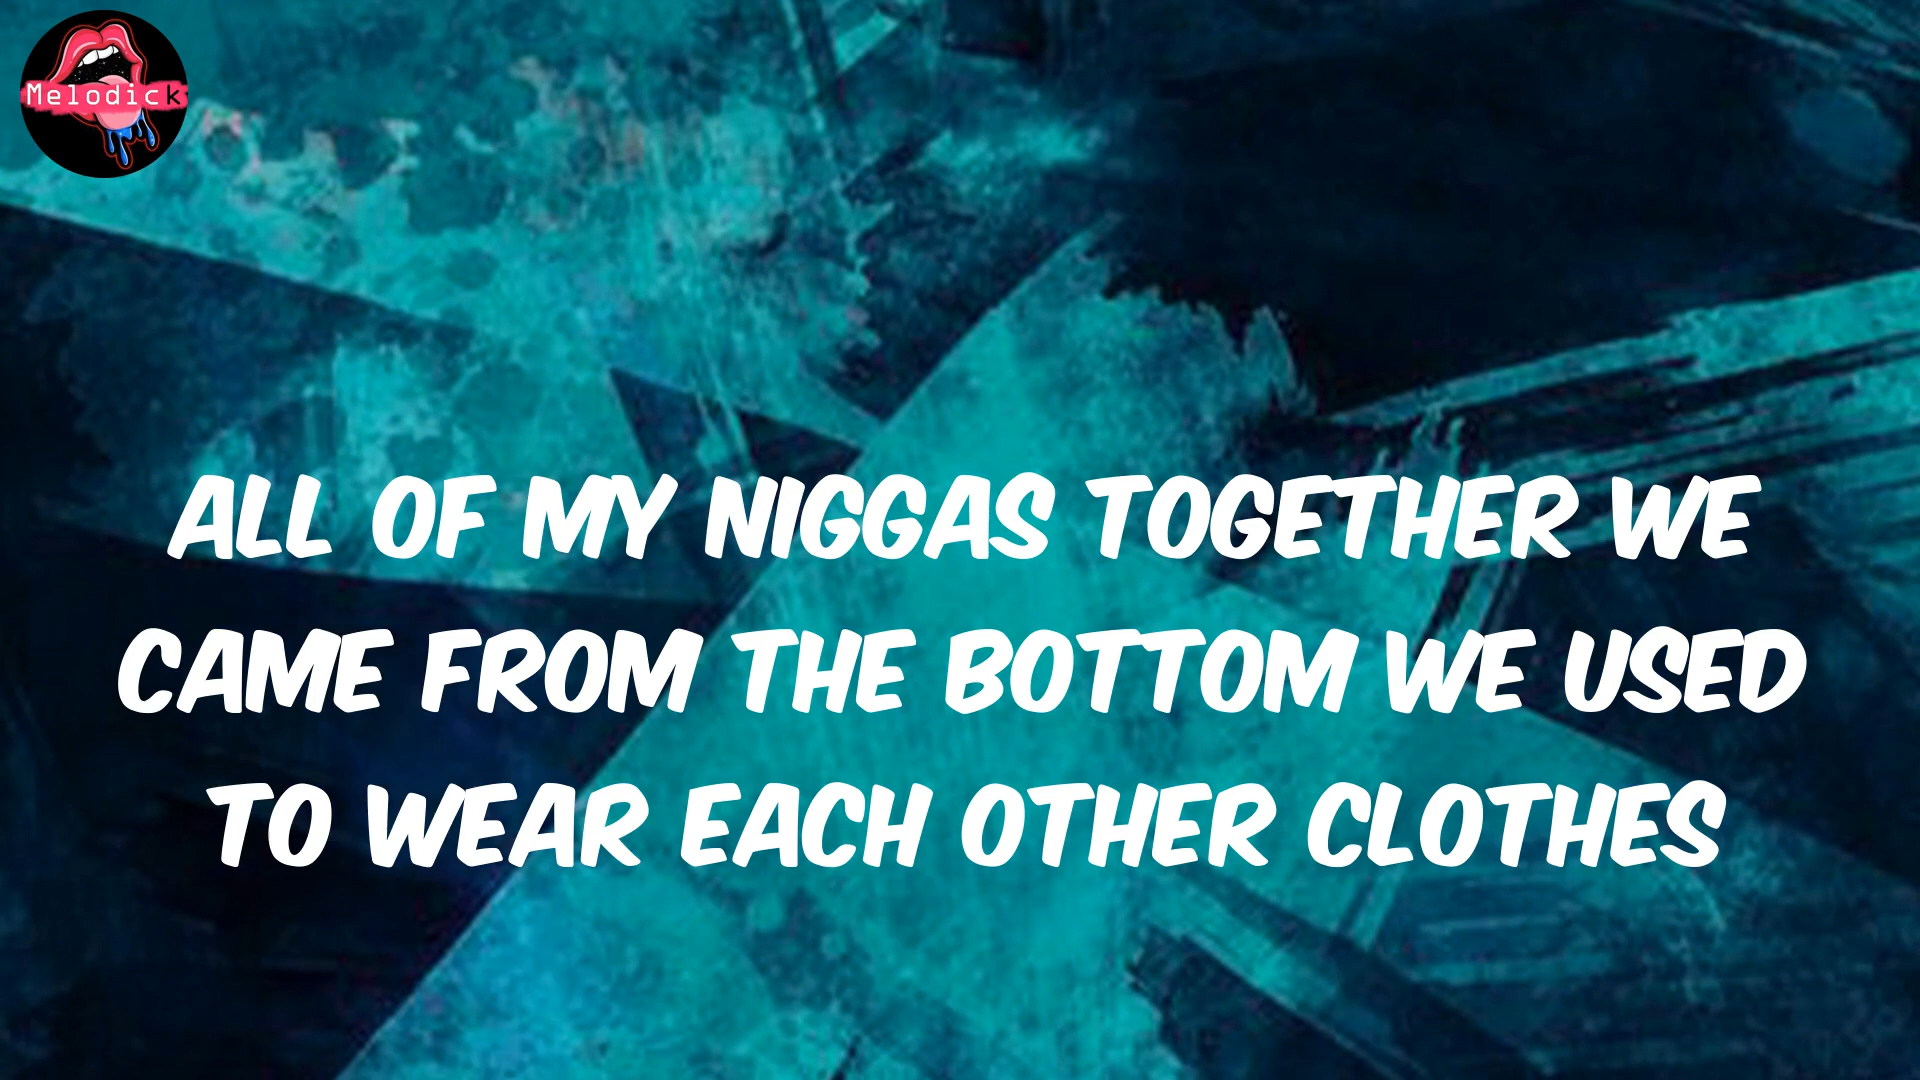 Melodick
ALL OF MY NIGGAS TOGETHER WE
CAME FROM THE BOTTOM WE USED
TO WEAR EACH OTHER CLOTHES